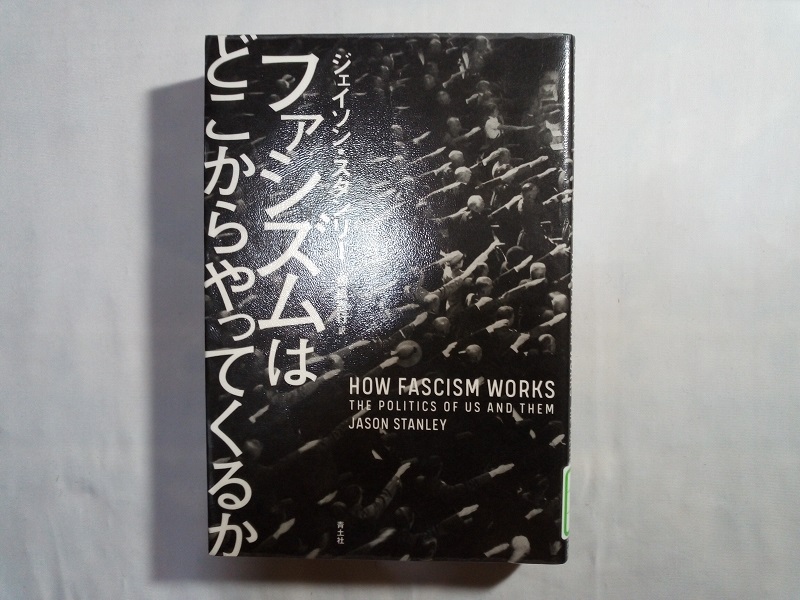 ファシズムは
どこからやってくるか
ジェイソン・スタンリー
HOW FASCISM WORKS
THE POLITICS OF US AND THEM
JASON STANLEY
青土社